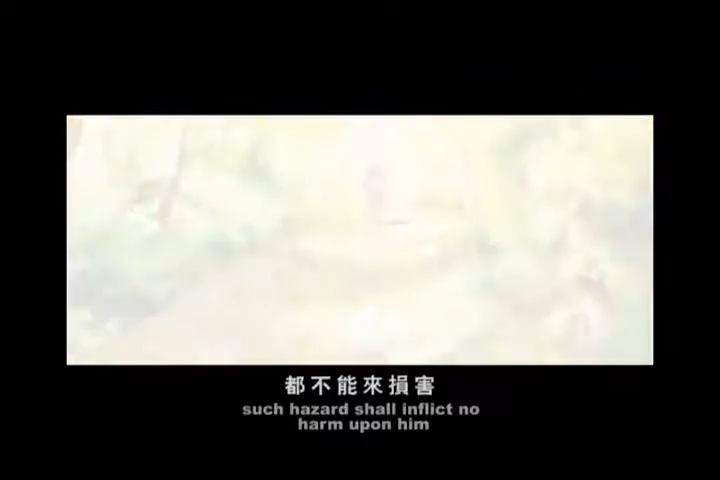 都不能來損害
such hazard shall inflict no
harm upon him